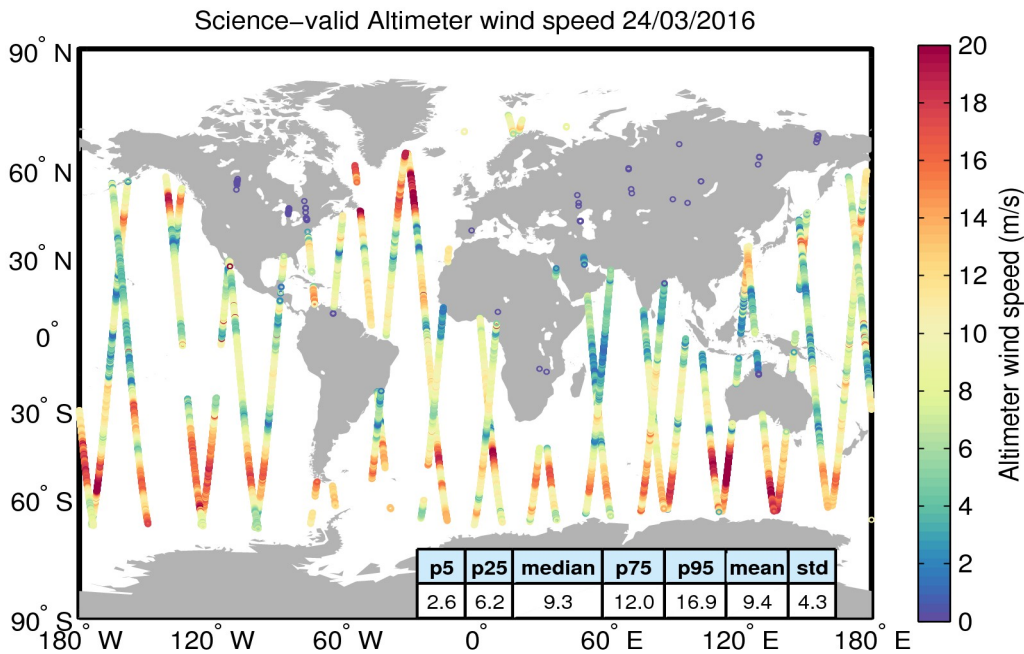 Science−valid Altimeter wind speed 24/03/2016
90° N
60° N
30° N
0°
30° S
60° S
90° S
180° W
120° W
60° W
0°
60° E
120° E
180° E
p5 p25 median p75 p95 mean std
2.6 6.2 9.3 12.0 16.9 9.4 4.3
20
18
16
14
12
10
8
6
4
2
0
Altimeter wind speed (m/s)